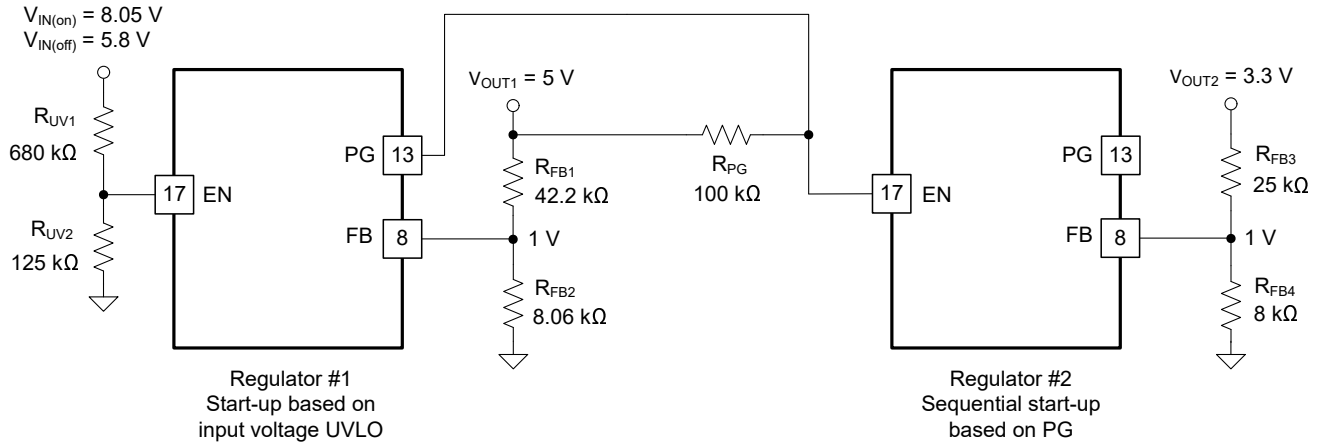 VIN(on) = 8.05 V
VIN(off) = 5.8 V
RUV1
680 kΩ
RUV2
125 kΩ
17
EN
PG
13
FB
8
VOUT1 = 5 V
RFB1
42.2 kΩ
1 V
RFB2
8.06 kΩ
RPG
100 kΩ
17
EN
PG
13
FB
8
VOUT2 = 3.3 V
RFB3
25 kΩ
1 V
RFB4
8 kΩ
Regulator #1
Start-up based on
input voltage UVLO
Regulator #2
Sequential start-up
based on PG